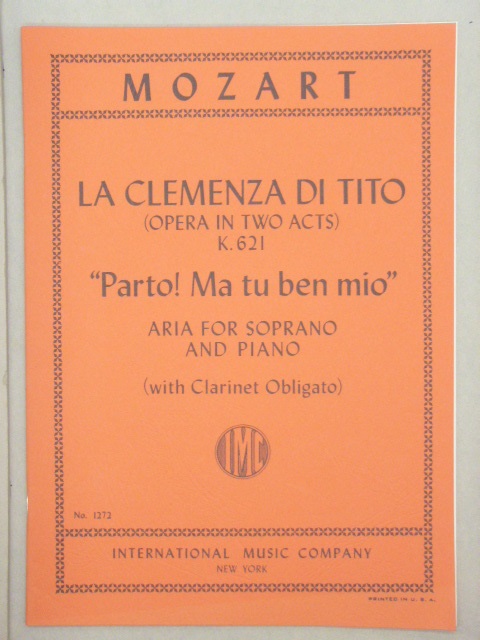 MOZART
LA CLEMENZA DI TITO
(OPERA IN TWO ACTS)
K. 621
“Parto! Ma tu ben mio”
ARIA FOR SOPRANO
AND PIANO
(with Clarinet Obligato)
IMC
No. 1272
INTERNATIONAL MUSIC COMPANY
NEW YORK
PRINTED IN U. S. A.